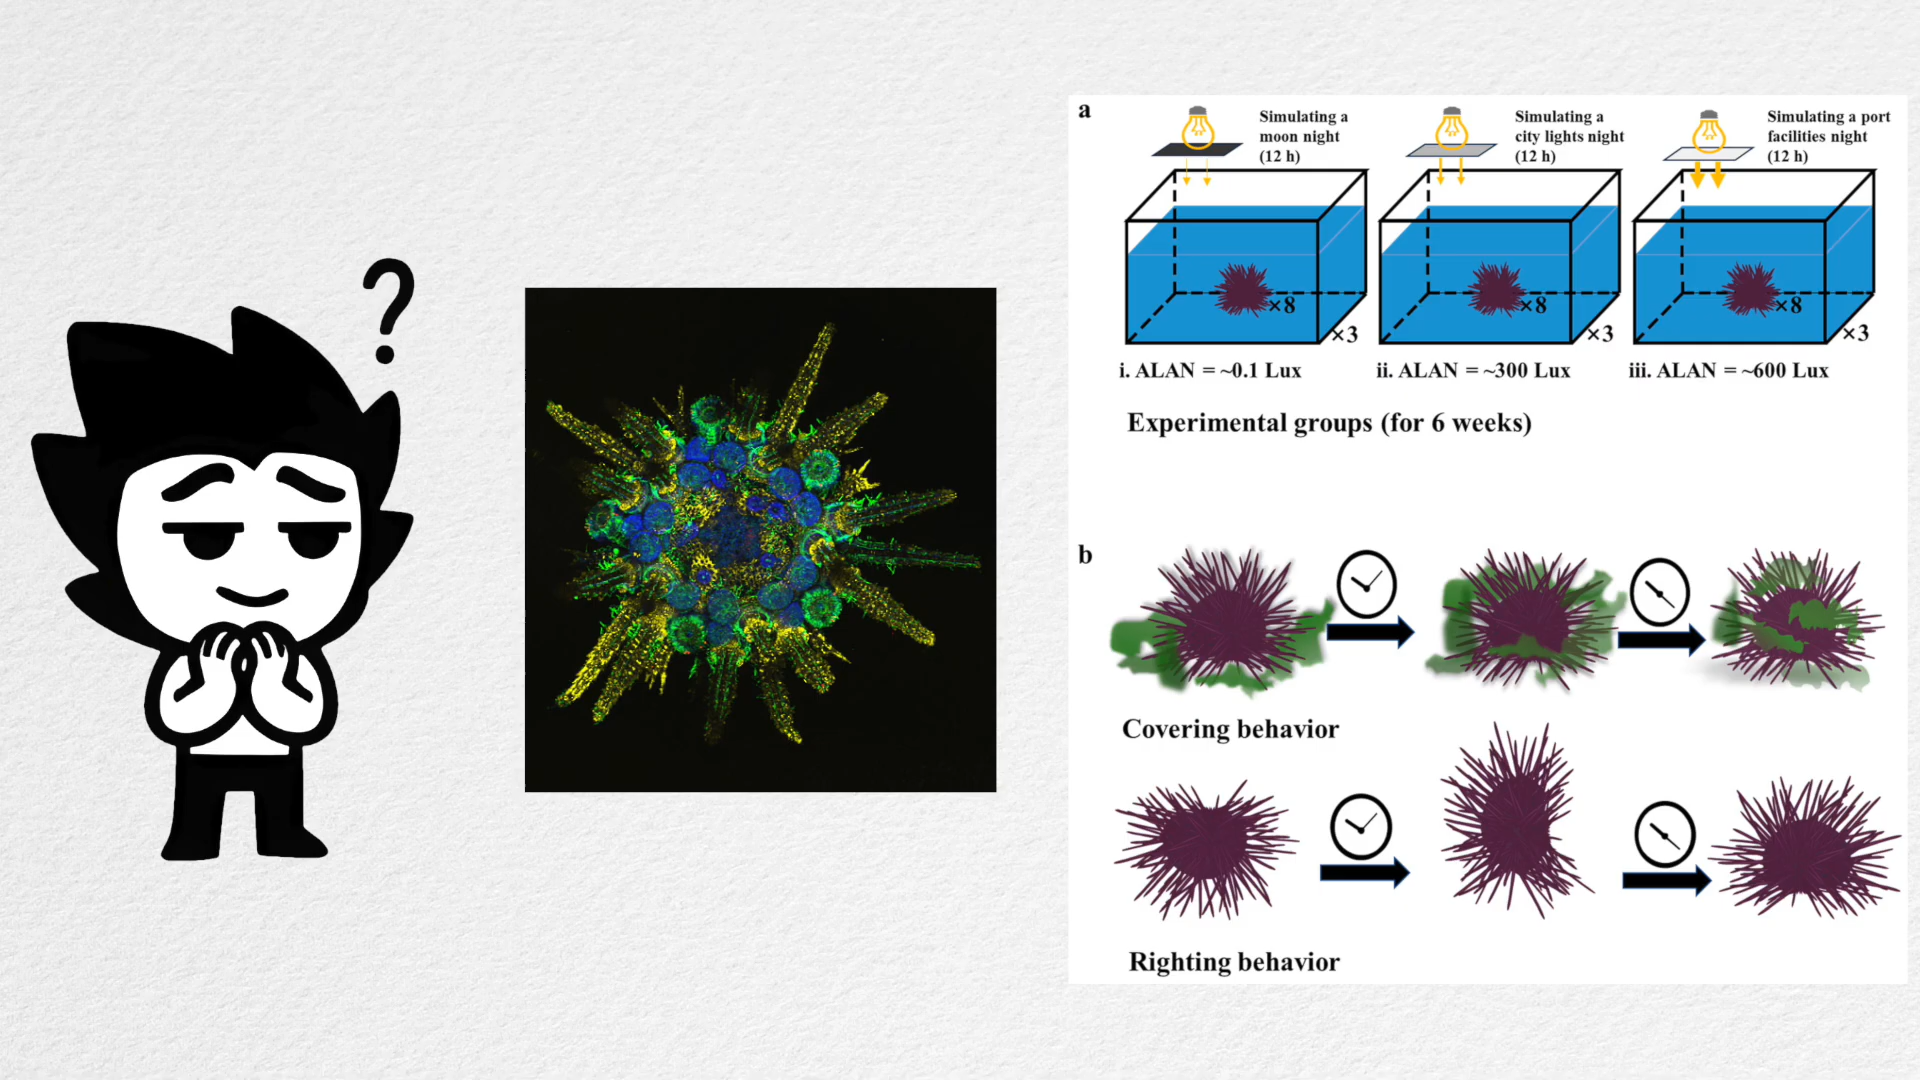 ?
a
Simulating a
moon night
(12 h)
Simulating a
city lights night
(12 h)
Simulating a port
facilities night
(12 h)
×8
×3
×8
×3
×8
×3
i. ALAN = ~0.1 Lux
ii. ALAN = ~300 Lux
iii. ALAN = ~600 Lux
Experimental groups (for 6 weeks)
b
Covering behavior
Righting behavior